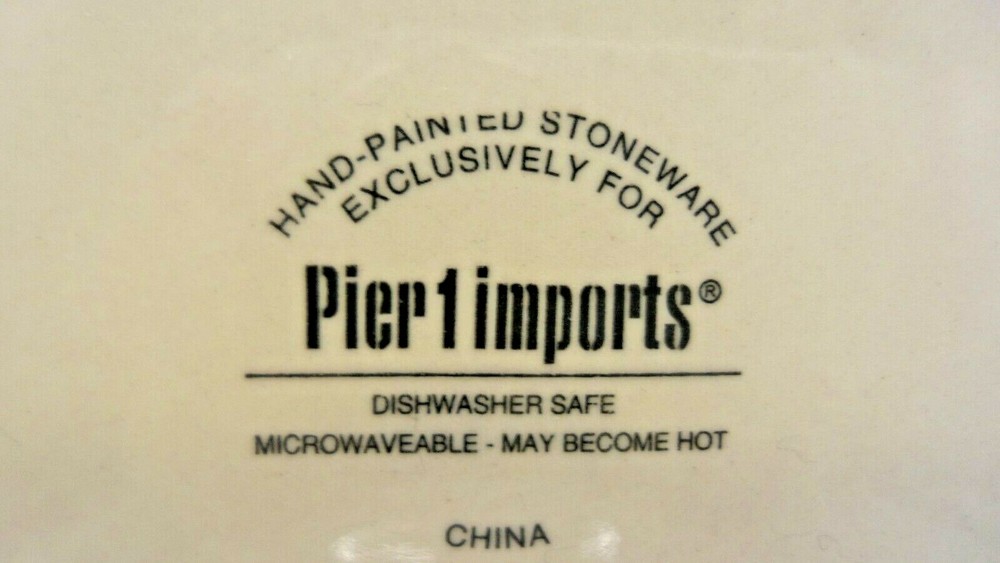 HAND-PAINTED STONEWARE
EXCLUSIVELY FOR
Pier 1 imports®
DISHWASHER SAFE
MICROWAVEABLE - MAY BECOME HOT
CHINA